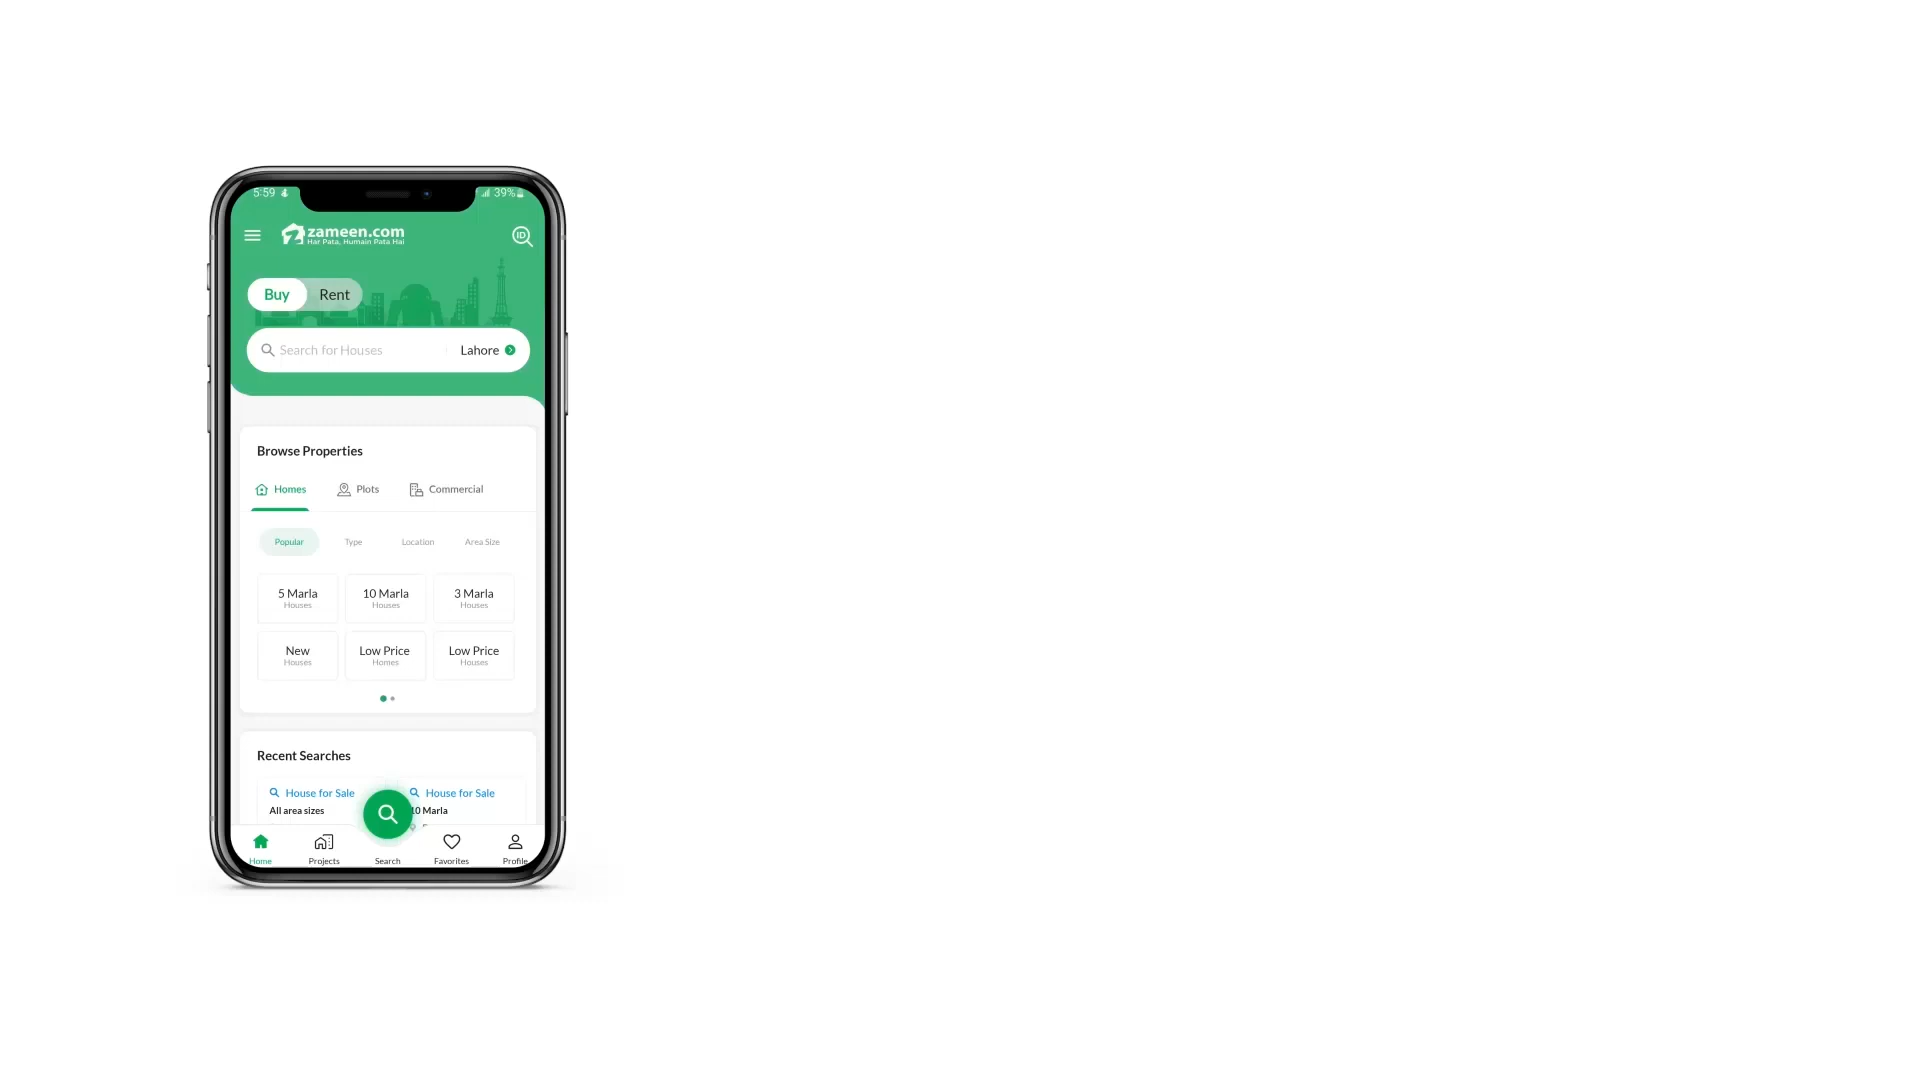 5:59 39%
zameen.com
Har Pata, Humain Pata Hai
ID
Buy Rent
Search for Houses Lahore
Browse Properties
Homes Plots Commercial
Popular Type Location Area Size
5 Marla 10 Marla 3 Marla
Houses Houses Houses
New Low Price Low Price
Houses Homes Houses
Recent Searches
House for Sale House for Sale
All area sizes 10 Marla
Home Projects Search Favorites Profile